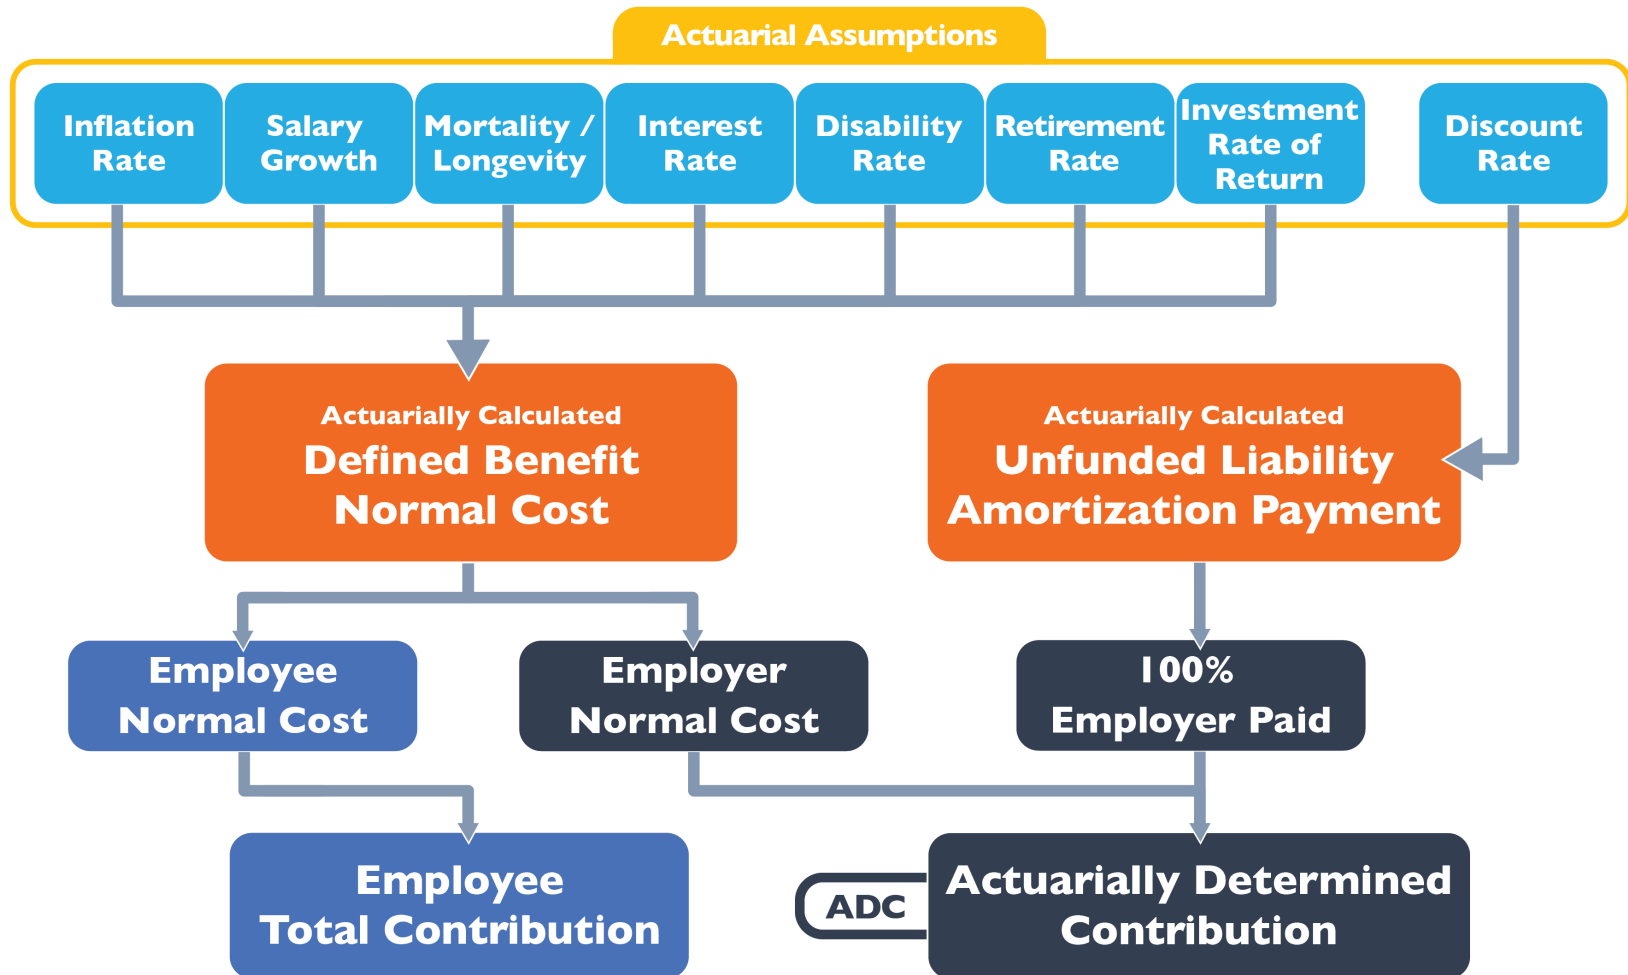 Actuarial Assumptions
Inflation
Rate
Salary
Growth
Mortality /
Longevity
Interest
Rate
Disability
Rate
Retirement
Rate
Investment
Rate of
Return
Discount
Rate
Actuarially Calculated
Defined Benefit
Normal Cost
Actuarially Calculated
Unfunded Liability
Amortization Payment
Employee
Normal Cost
Employer
Normal Cost
100%
Employer Paid
Employee
Total Contribution
ADC
Actuarially Determined
Contribution